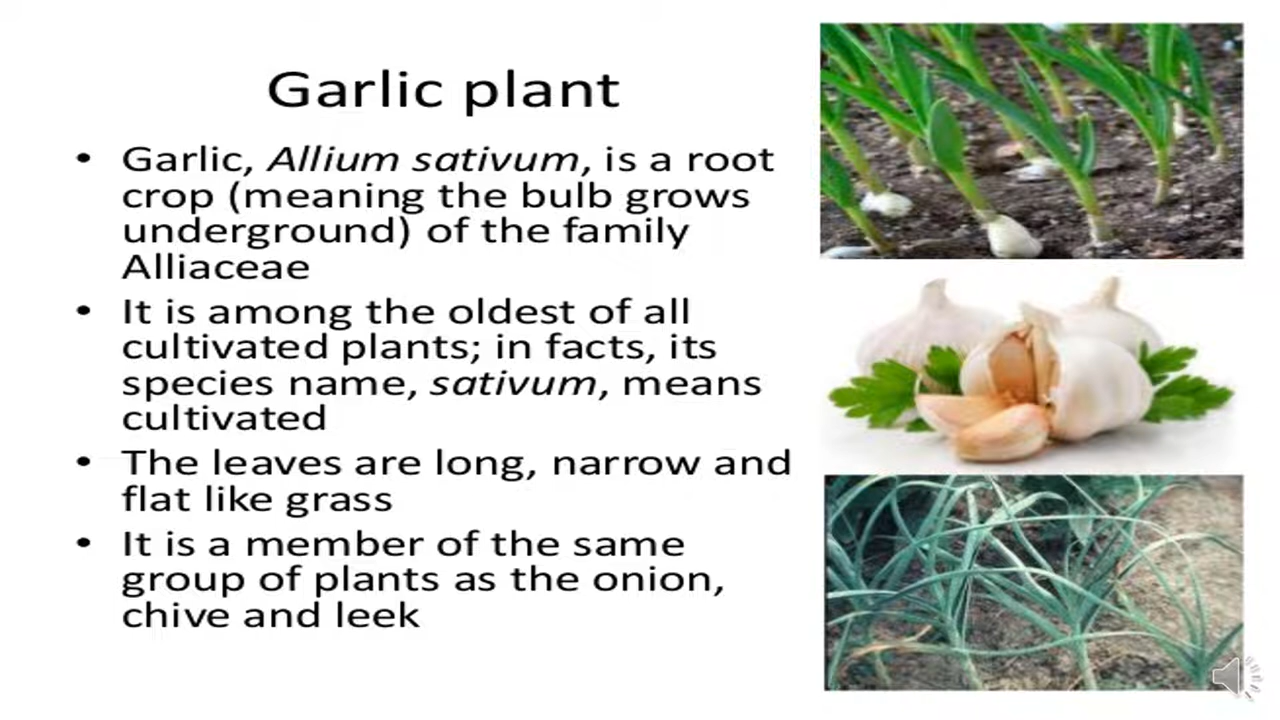 Garlic plant
• Garlic, Allium sativum, is a root
crop (meaning the bulb grows
underground) of the family
Alliaceae
• It is among the oldest of all
cultivated plants; in facts, its
species name, sativum, means
cultivated
• The leaves are long, narrow and
flat like grass
• It is a member of the same
group of plants as the onion,
chive and leek